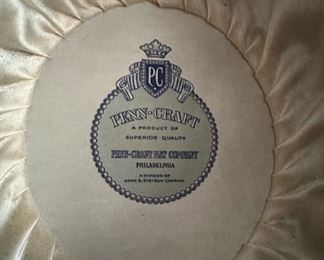 PC
PENN-CRAFT
A PRODUCT OF
SUPERIOR QUALITY
PENN-CRAFT HAT COMPANY
PHILADELPHIA
A DIVISION OF
JOHN B. STETSON COMPANY